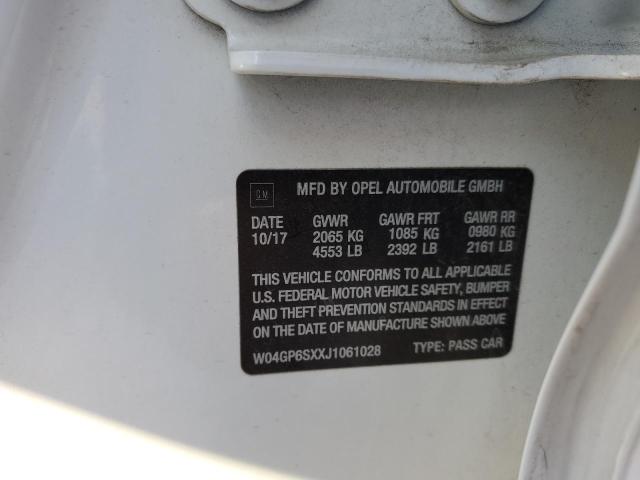 GM MFD BY OPEL AUTOMOBILE GMBH
DATE GVWR GAWR FRT GAWR RR
10/17 2065 KG 1085 KG 0980 KG
4553 LB 2392 LB 2161 LB
THIS VEHICLE CONFORMS TO ALL APPLICABLE
U.S. FEDERAL MOTOR VEHICLE SAFETY, BUMPER
AND THEFT PREVENTION STANDARDS IN EFFECT
ON THE DATE OF MANUFACTURE SHOWN ABOVE
W04GP6SXXJ1061028 TYPE: PASS CAR